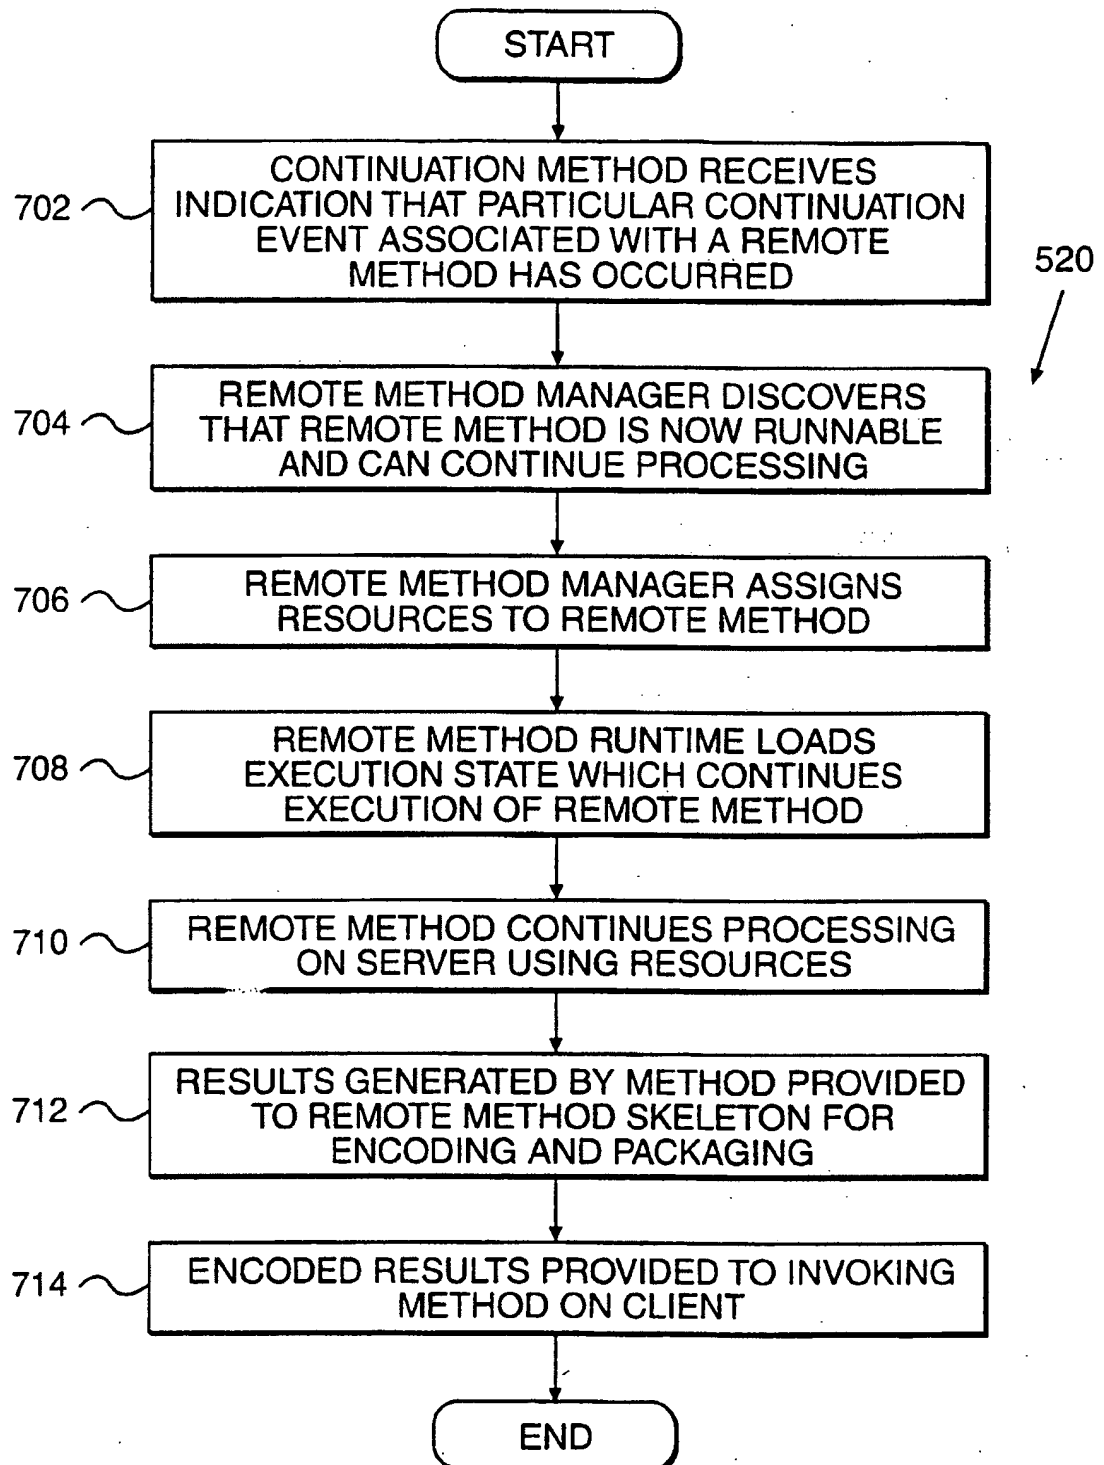 START
702
CONTINUATION METHOD RECEIVES
INDICATION THAT PARTICULAR CONTINUATION
EVENT ASSOCIATED WITH A REMOTE
METHOD HAS OCCURRED
520
704
REMOTE METHOD MANAGER DISCOVERS
THAT REMOTE METHOD IS NOW RUNNABLE
AND CAN CONTINUE PROCESSING
706
REMOTE METHOD MANAGER ASSIGNS
RESOURCES TO REMOTE METHOD
708
REMOTE METHOD RUNTIME LOADS
EXECUTION STATE WHICH CONTINUES
EXECUTION OF REMOTE METHOD
710
REMOTE METHOD CONTINUES PROCESSING
ON SERVER USING RESOURCES
712
RESULTS GENERATED BY METHOD PROVIDED
TO REMOTE METHOD SKELETON FOR
ENCODING AND PACKAGING
714
ENCODED RESULTS PROVIDED TO INVOKING
METHOD ON CLIENT
END